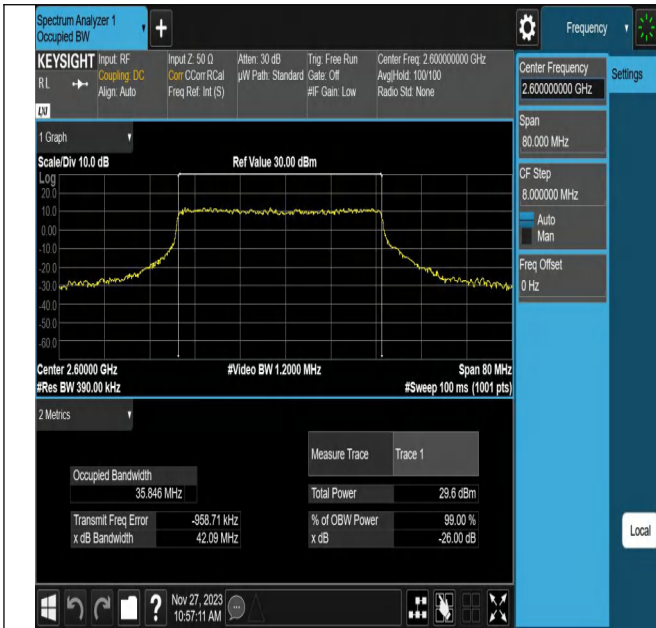 Spectrum Analyzer 1
Occupied BW
+
Frequency
KEYSIGHT
R L
LXI
Input: RF
Coupling: DC
Align: Auto
Input Z: 50 Ω
Corr CCorr RCal
Freq Ref: Int (S)
Atten: 30 dB
µW Path: Standard
Trig: Free Run
Gate: Off
#IF Gain: Low
Center Freq: 2.600000000 GHz
Avg|Hold: 100/100
Radio Std: None
Center Frequency
2.600000000 GHz
Settings
Span
80.000 MHz
CF Step
8.000000 MHz
Auto
Man
Freq Offset
0 Hz
1 Graph
Scale/Div 10.0 dB
Ref Value 30.00 dBm
Log
20.0
10.0
0.00
-10.0
-20.0
-30.0
-40.0
-50.0
-60.0
Center 2.60000 GHz
#Video BW 1.2000 MHz
Span 80 MHz
#Res BW 390.00 kHz
#Sweep 100 ms (1001 pts)
2 Metrics
Measure Trace
Trace 1
Occupied Bandwidth
35.846 MHz
Total Power
29.6 dBm
Transmit Freq Error
-958.71 kHz
% of OBW Power
99.00 %
x dB Bandwidth
42.09 MHz
x dB
-26.00 dB
Local
?
Nov 27, 2023
10:57:11 AM